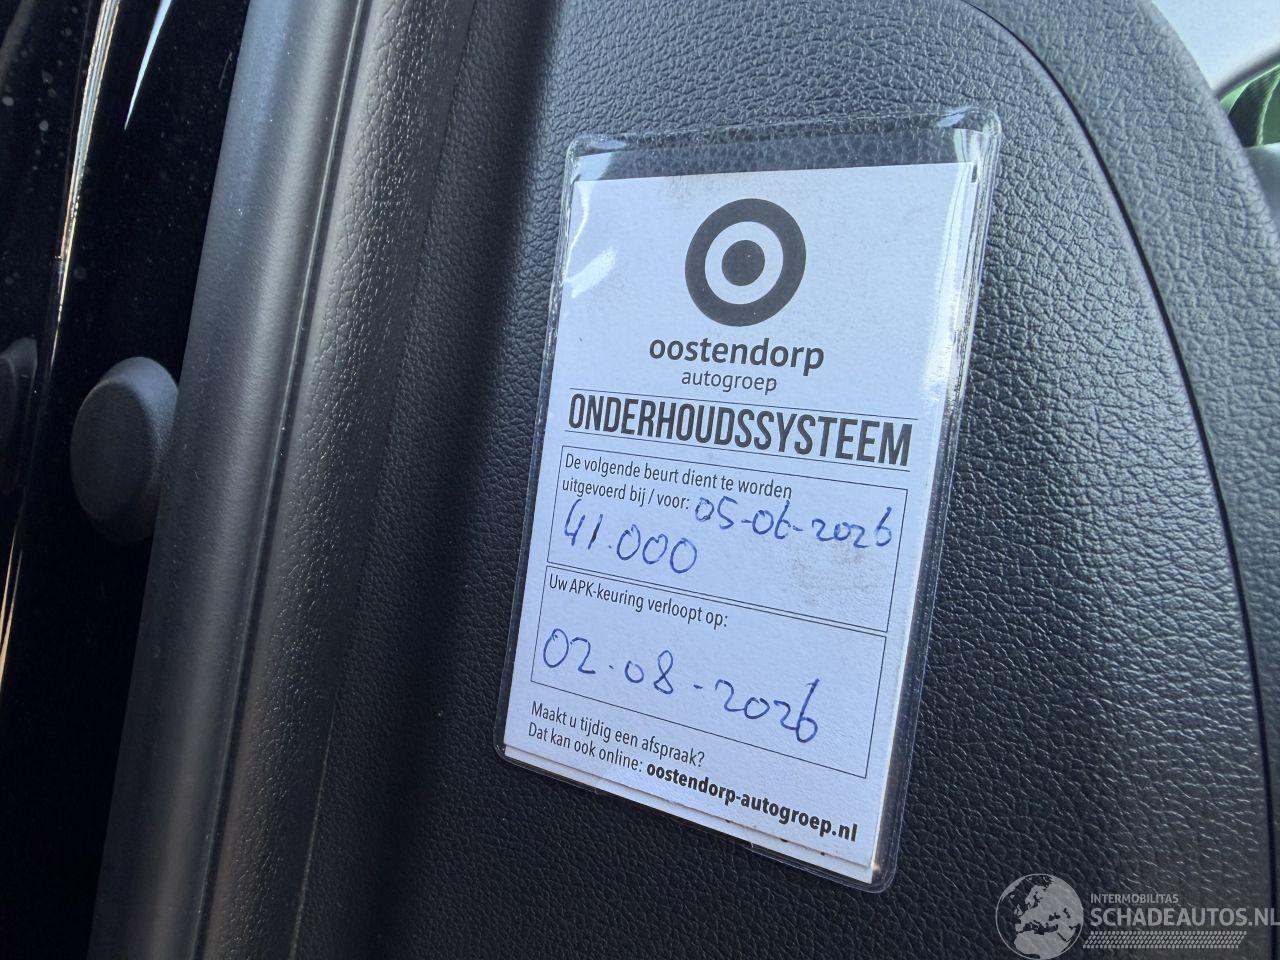 oostendorp
autogroep
ONDERHOUDSSYSTEEM
De volgende beurt dient te worden
uitgevoerd bij / voor: 05-06-2026
41.000
Uw APK-keuring verloopt op:
02-08-2026
Maakt u tijdig een afspraak?
Dat kan ook online: oostendorp-autogroep.nl
INTERMOBILITAS
SCHADEAUTOS.NL